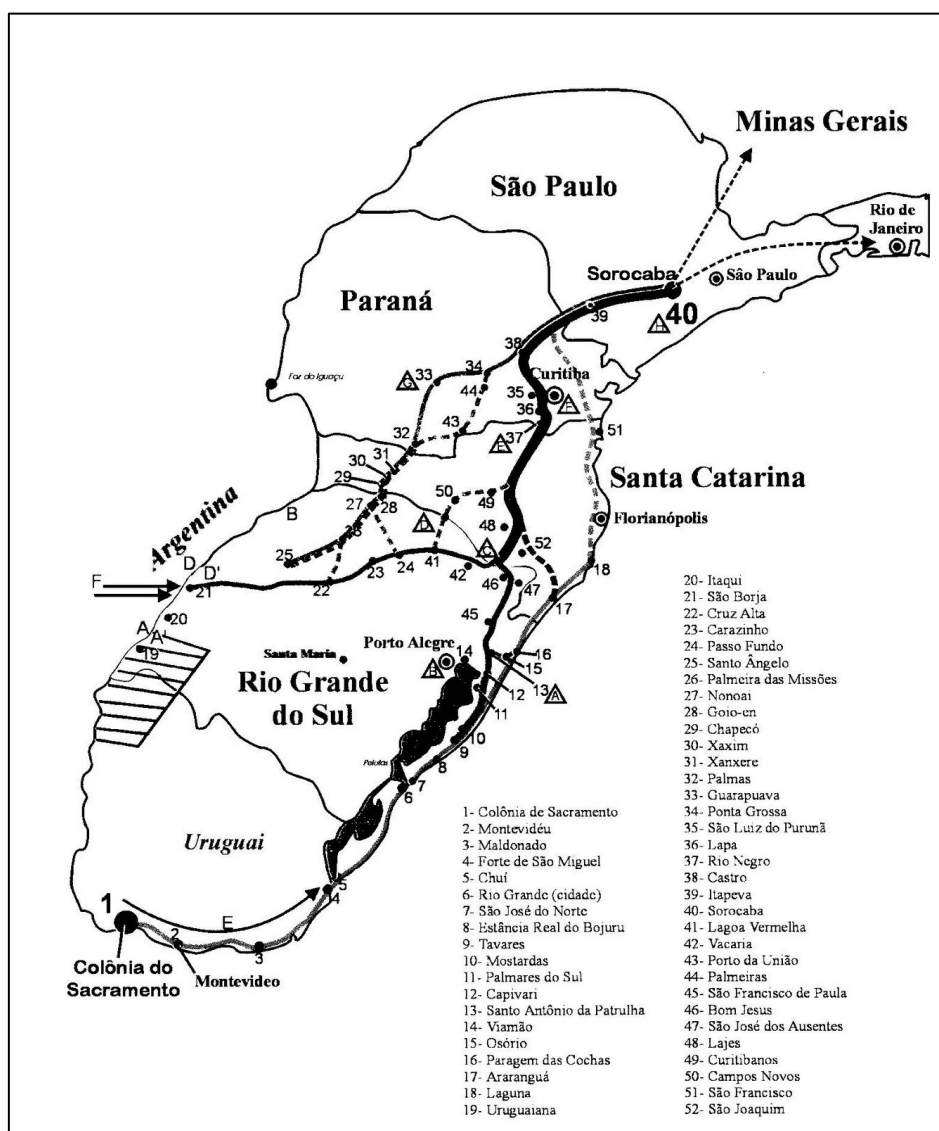 Minas Gerais
São Paulo
Rio de
Janeiro
Sorocaba
Sâo Paulo
40
39
H
Paraná
38
34
33
G
44
Curitiba
35
36
F
Foz do Iguaçu
43
32
37
E
51
31
30
29
Santa Catarina
27
28
50
49
B
D
48
Florianópolis
Argentina
25
C
52
D
D'
F
21
22
23
24
41
42
46
47
18
17
20
45
A
A'
19
Santa Maria
Porto Alegre
14
B
16
15
13
12
A
11
Rio Grande
do Sul
10
9
8
Pelotas
7
6
Uruguai
5
4
1
E
2
3
Colônia do
Sacramento
Montevideo
1- Colônia de Sacramento
2- Montevidéu
3- Maldonado
4- Forte de São Miguel
5- Chuí
6- Rio Grande (cidade)
7- São José do Norte
8- Estância Real do Bojuru
9- Tavares
10- Mostardas
11- Palmares do Sul
12- Capivari
13- Santo Antônio da Patrulha
14- Viamão
15- Osório
16- Paragem das Cochas
17- Araranguá
18- Laguna
19- Uruguaiana
20- Itaqui
21- São Borja
22- Cruz Alta
23- Carazinho
24- Passo Fundo
25- Santo Ângelo
26- Palmeira das Missões
27- Nonoai
28- Goio-en
29- Chapecó
30- Xaxim
31- Xanxere
32- Palmas
33- Guarapuava
34- Ponta Grossa
35- São Luiz do Purunã
36- Lapa
37- Rio Negro
38- Castro
39- Itapeva
40- Sorocaba
41- Lagoa Vermelha
42- Vacaria
43- Porto da União
44- Palmeiras
45- São Francisco de Paula
46- Bom Jesus
47- São José dos Ausentes
48- Lajes
49- Curitibanos
50- Campos Novos
51- São Francisco
52- São Joaquim